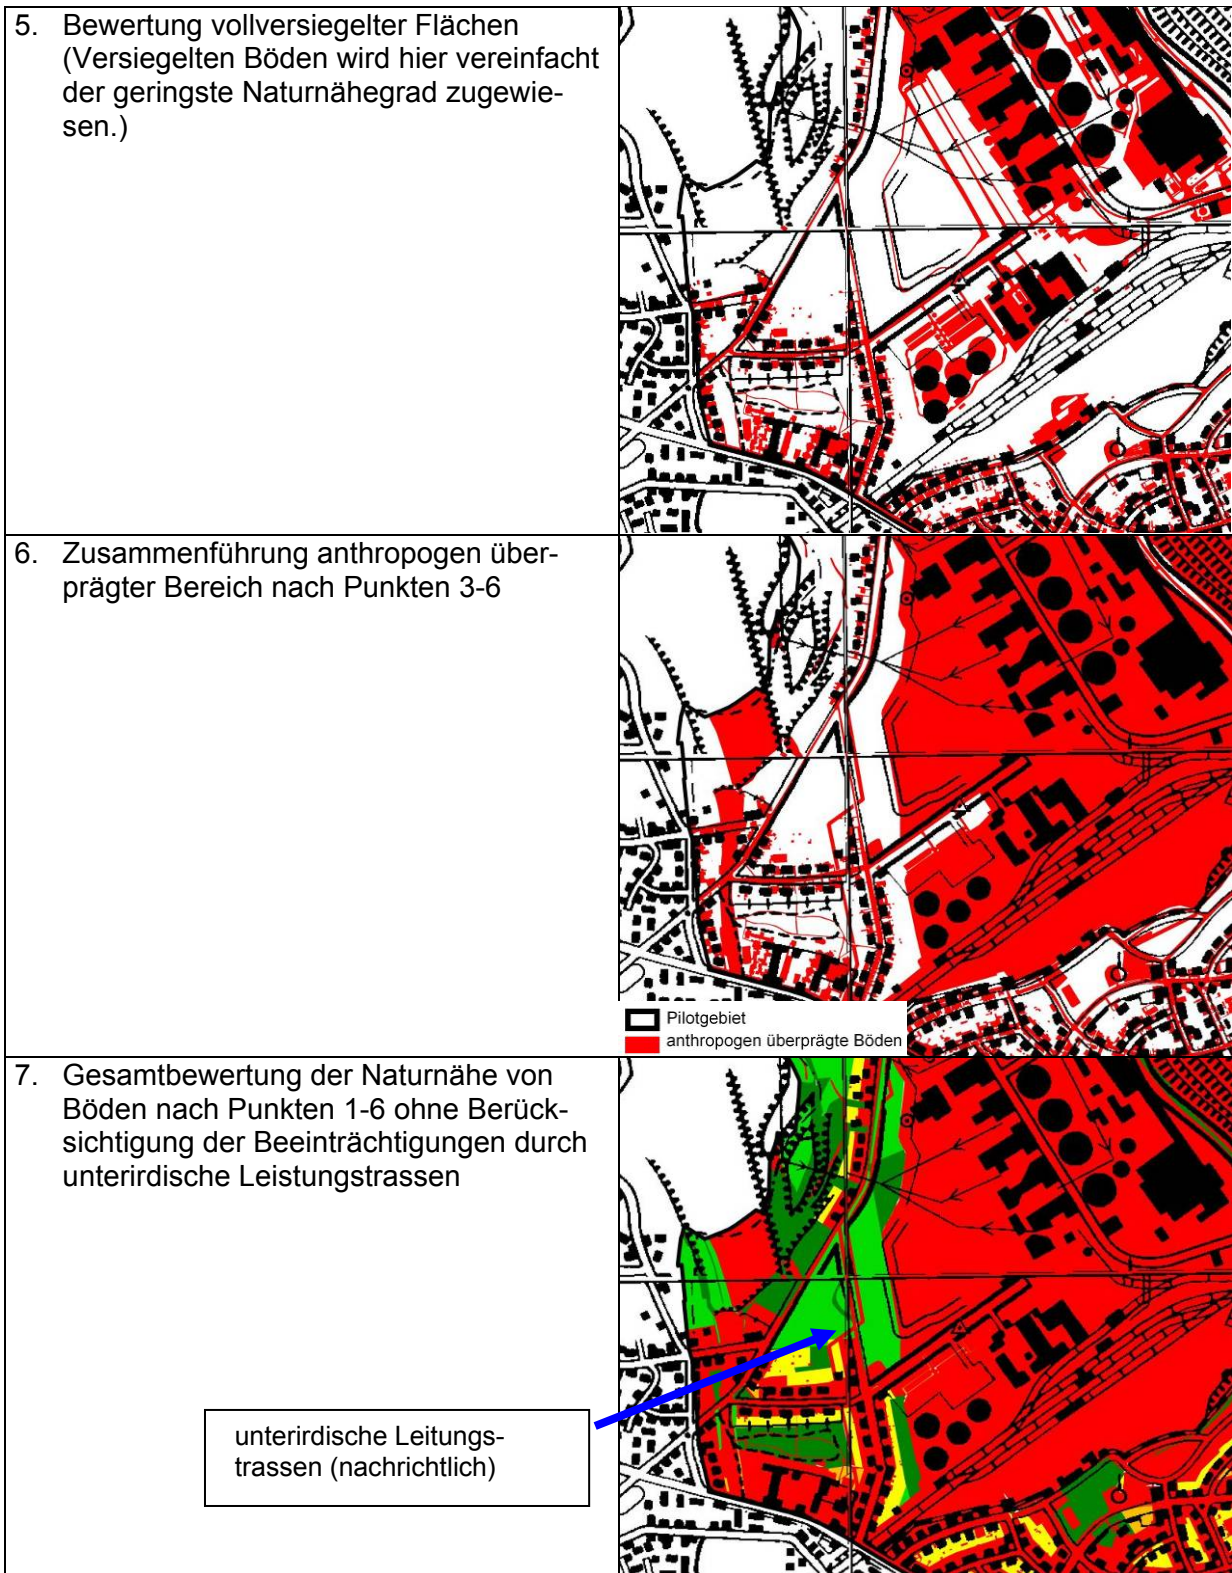 5. Bewertung vollversiegelter Flächen
(Versiegelten Böden wird hier vereinfacht
der geringste Naturnähegrad zugewie-
sen.)
6. Zusammenführung anthropogen über-
prägter Bereich nach Punkten 3-6
Pilotgebiet
anthropogen überprägte Böden
7. Gesamtbewertung der Naturnähe von
Böden nach Punkten 1-6 ohne Berück-
sichtigung der Beeinträchtigungen durch
unterirdische Leistungstrassen
unterirdische Leitungs-
trassen (nachrichtlich)